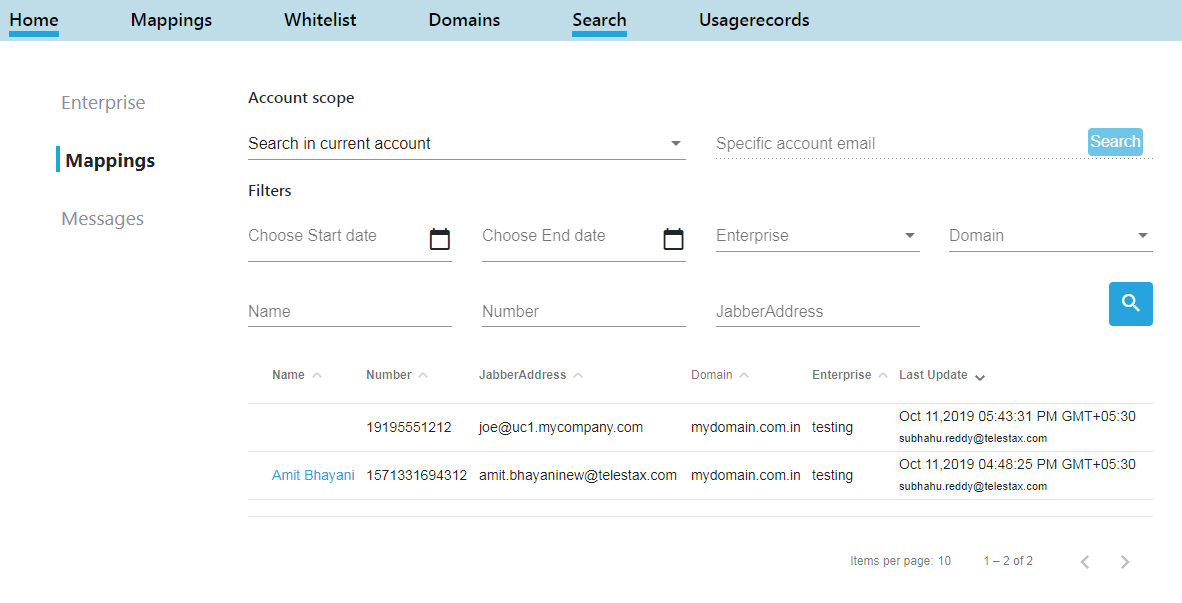 Home Mappings Whitelist Domains Search Usagerecords
Enterprise
Mappings
Messages
Account scope
Search in current account Specific account email Search
Filters
Choose Start date Choose End date Enterprise Domain
Name Number JabberAddress
Name Number JabberAddress Domain Enterprise Last Update
19195551212 joe@uc1.mycompany.com mydomain.com.in testing Oct 11,2019 05:43:31 PM GMT+05:30
subhahu.reddy@telestax.com
Amit Bhayani 1571331694312 amit.bhayaninew@telestax.com mydomain.com.in testing Oct 11,2019 04:48:25 PM GMT+05:30
subhahu.reddy@telestax.com
Items per page: 10 1 – 2 of 2